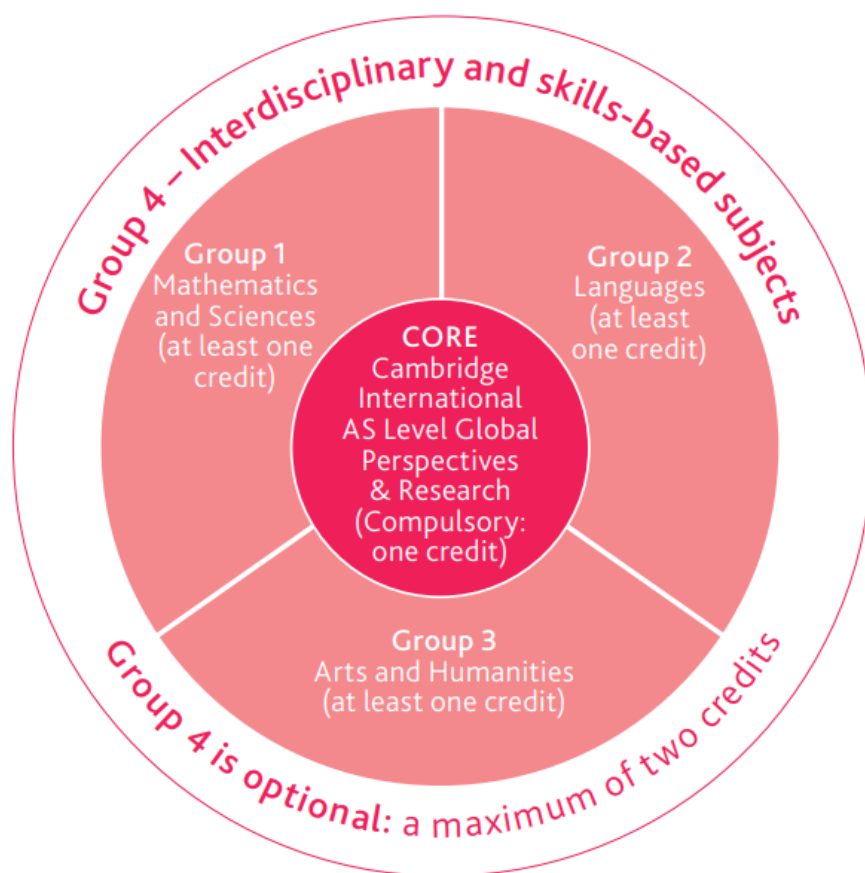 Group 4 – Interdisciplinary and skills-based subjects
Group 1
Mathematics
and Sciences
(at least one
credit)
Group 2
Languages
(at least
one credit)
CORE
Cambridge
International
AS Level Global
Perspectives
& Research
(Compulsory:
one credit)
Group 3
Arts and Humanities
(at least one credit)
Group 4 is optional: a maximum of two credits